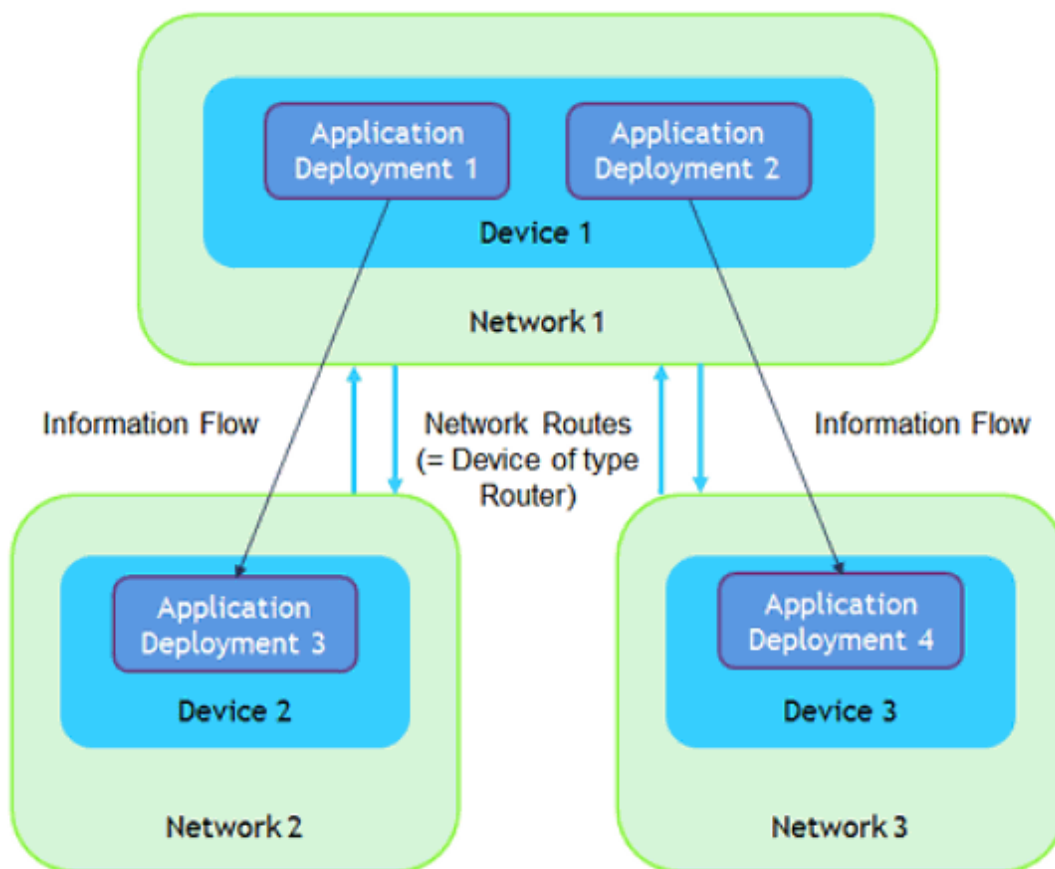 Application
Deployment 1
Application
Deployment 2
Device 1
Network 1
Information Flow
Network Routes
(= Device of type
Router)
Information Flow
Application
Deployment 3
Device 2
Network 2
Application
Deployment 4
Device 3
Network 3